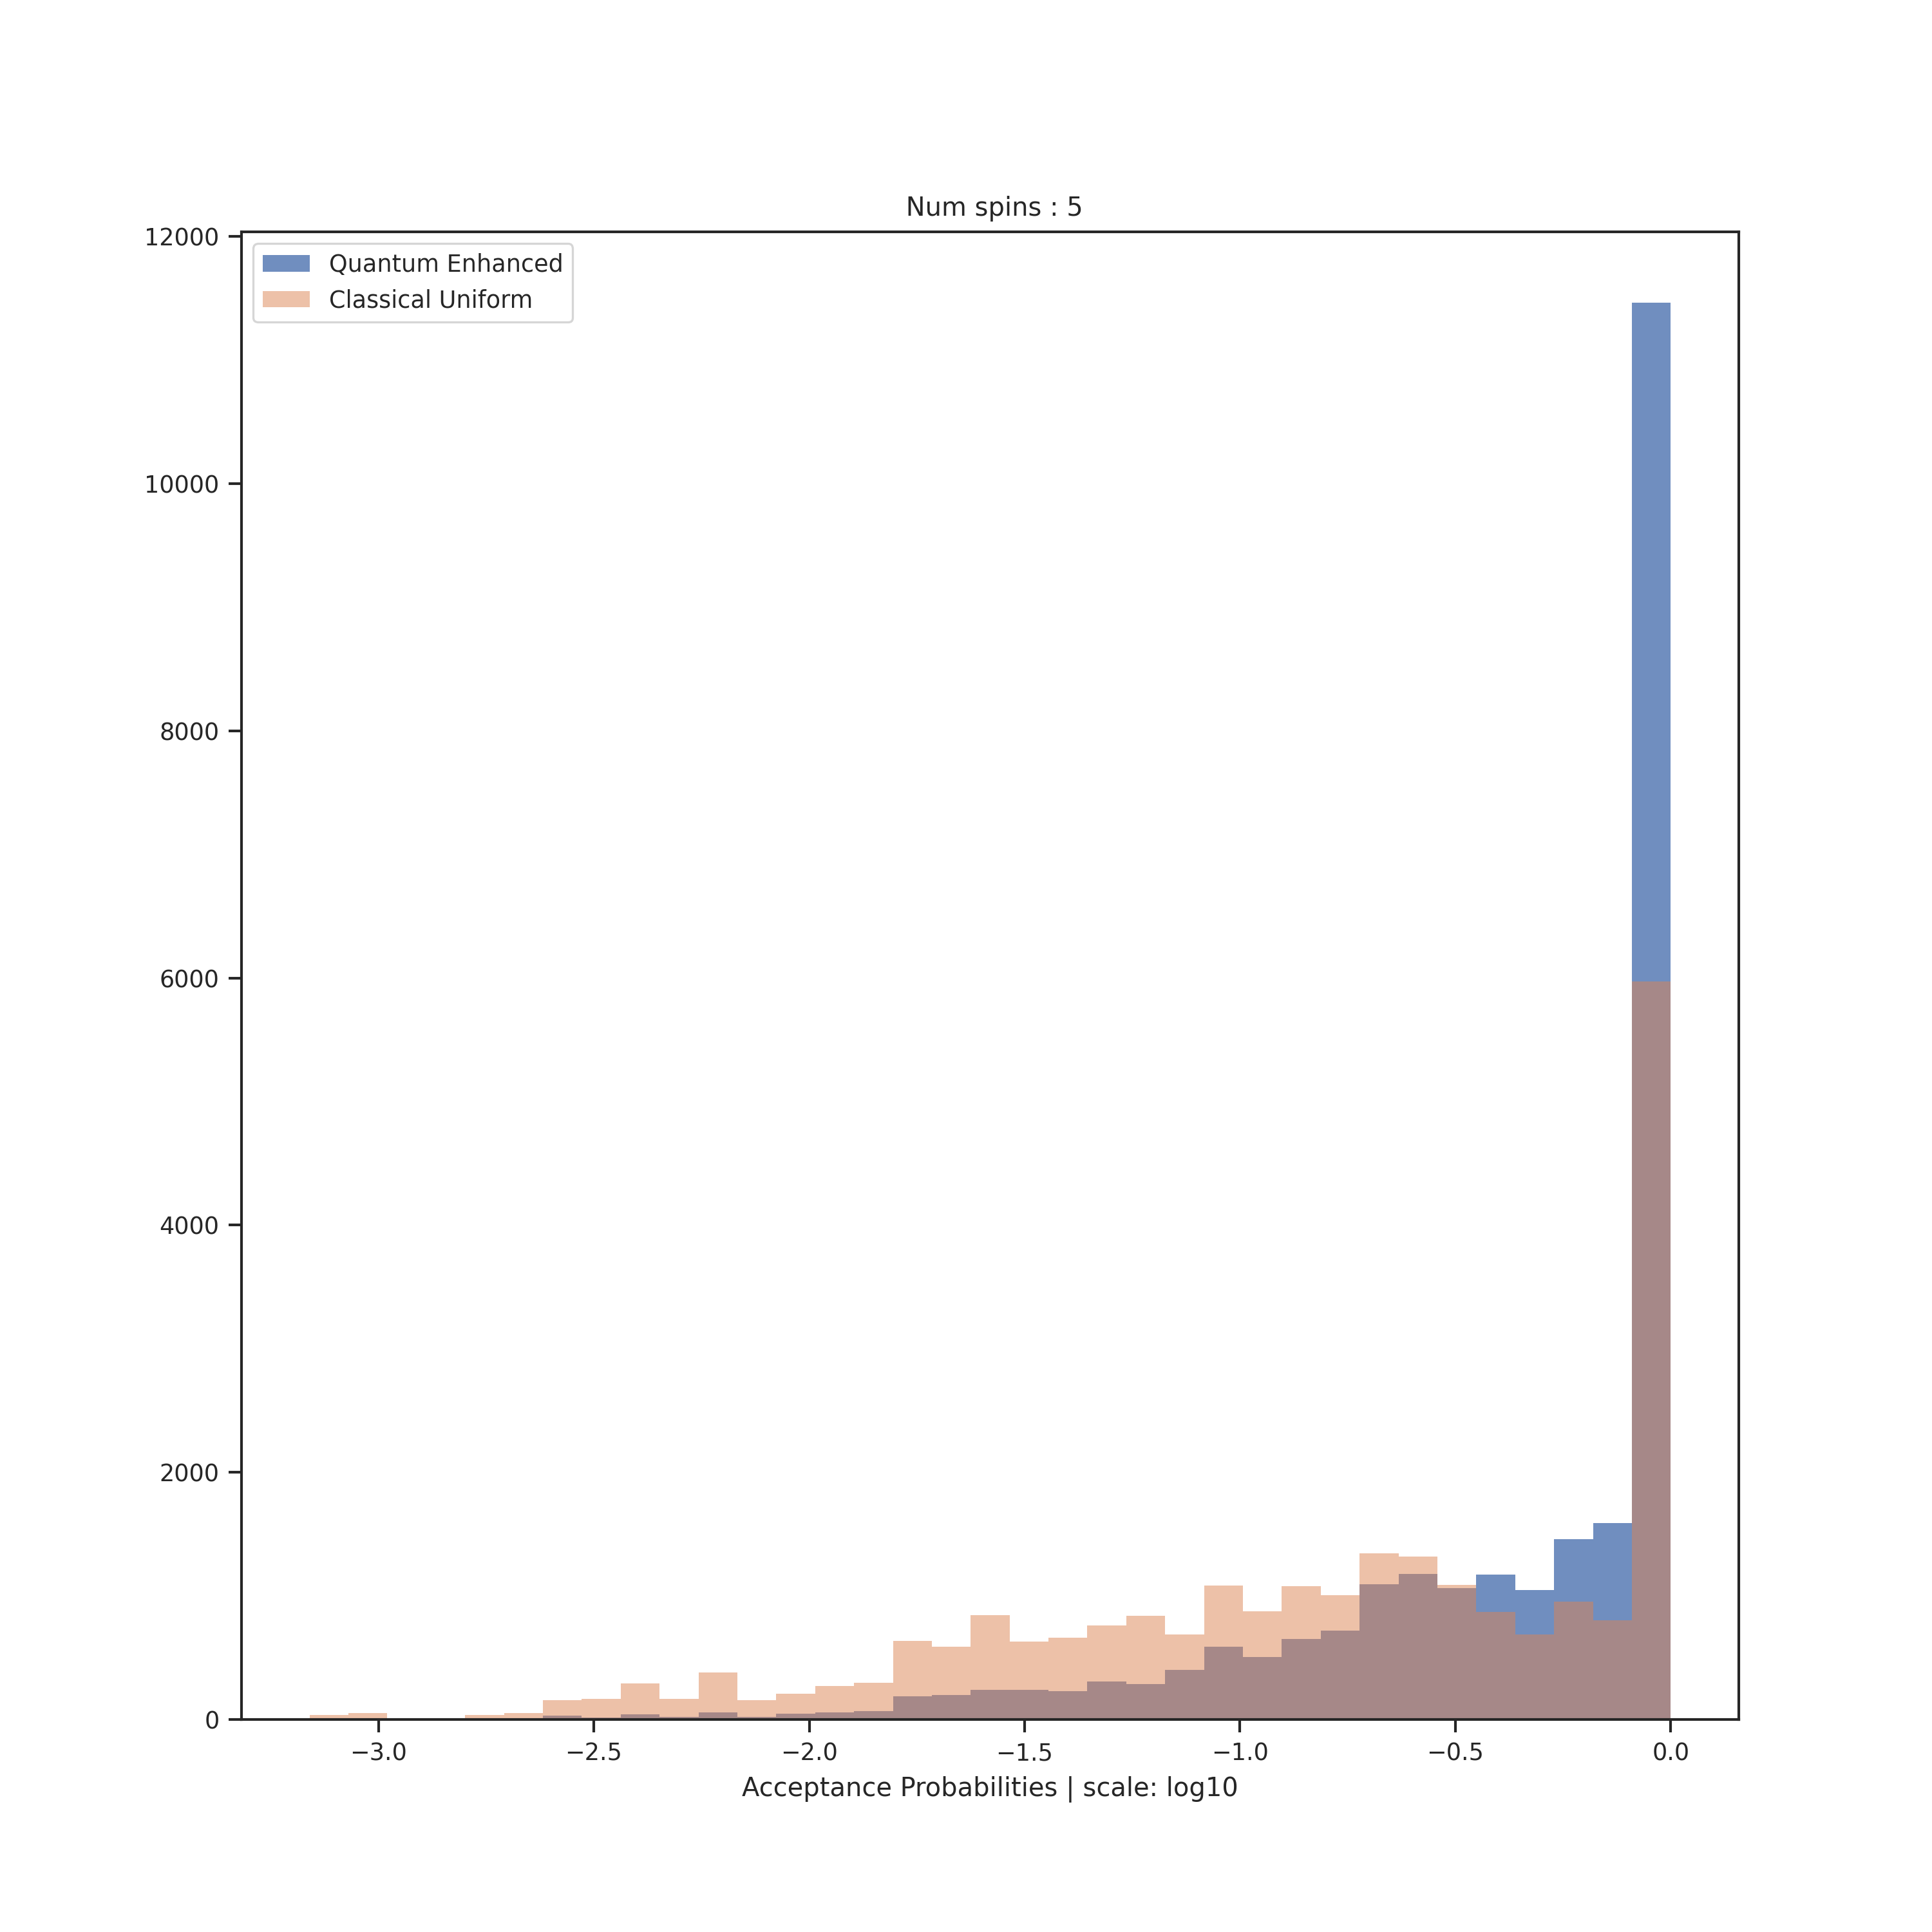 Num spins : 5
12000
10000
8000
6000
4000
2000
0
Quantum Enhanced
Classical Uniform
−3.0 −2.5 −2.0 −1.5 −1.0 −0.5 0.0
Acceptance Probabilities | scale: log10